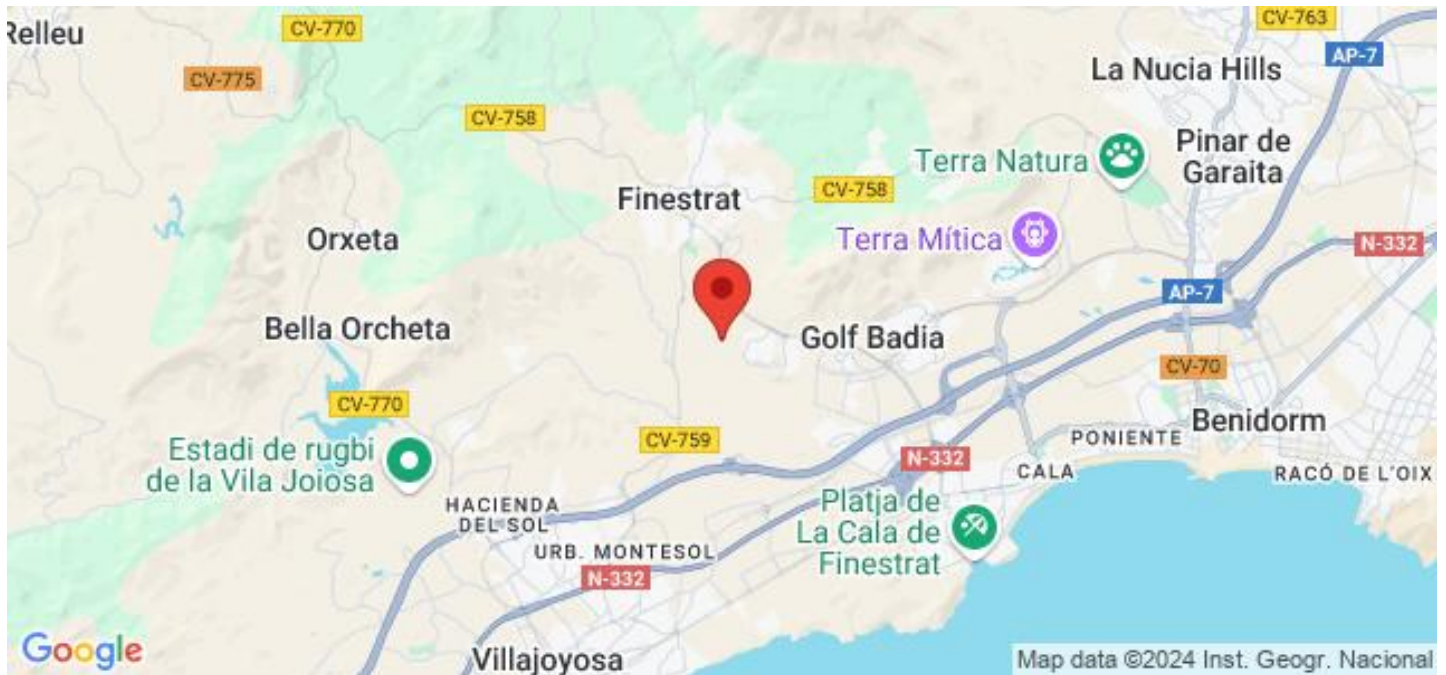 Relleu
CV-770
CV-763
CV-775
AP-7
La Nucia Hills
CV-758
Pinar de
Garaita
Terra Natura
CV-758
Finestrat
Orxeta
Terra Mítica
N-332
AP-7
Bella Orcheta
Golf Badia
CV-70
CV-770
Benidorm
CV-759
PONIENTE
Estadi de rugbi
de la Vila Joiosa
N-332
CALA
RACÓ DE L'OIX
HACIENDA
DEL SOL
Platja de
La Cala de
Finestrat
URB. MONTESOL
N-332
Google
Villajoyosa
Map data ©2024 Inst. Geogr. Nacional